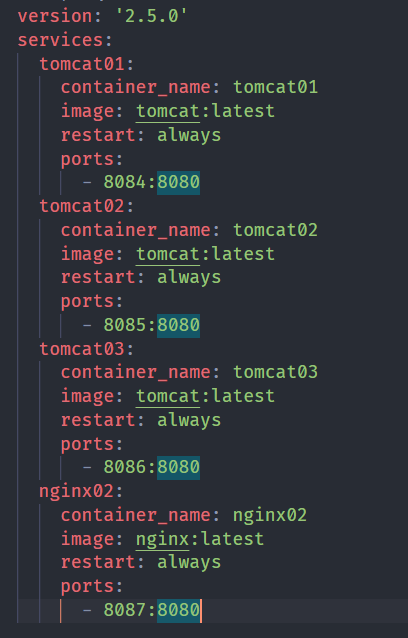 version: '2.5.0'
services:
  tomcat01:
    container_name: tomcat01
    image: tomcat:latest
    restart: always
    ports:
      - 8084:8080
  tomcat02:
    container_name: tomcat02
    image: tomcat:latest
    restart: always
    ports:
      - 8085:8080
  tomcat03:
    container_name: tomcat03
    image: tomcat:latest
    restart: always
    ports:
      - 8086:8080
  nginx02:
    container_name: nginx02
    image: nginx:latest
    restart: always
    ports:
      - 8087:8080